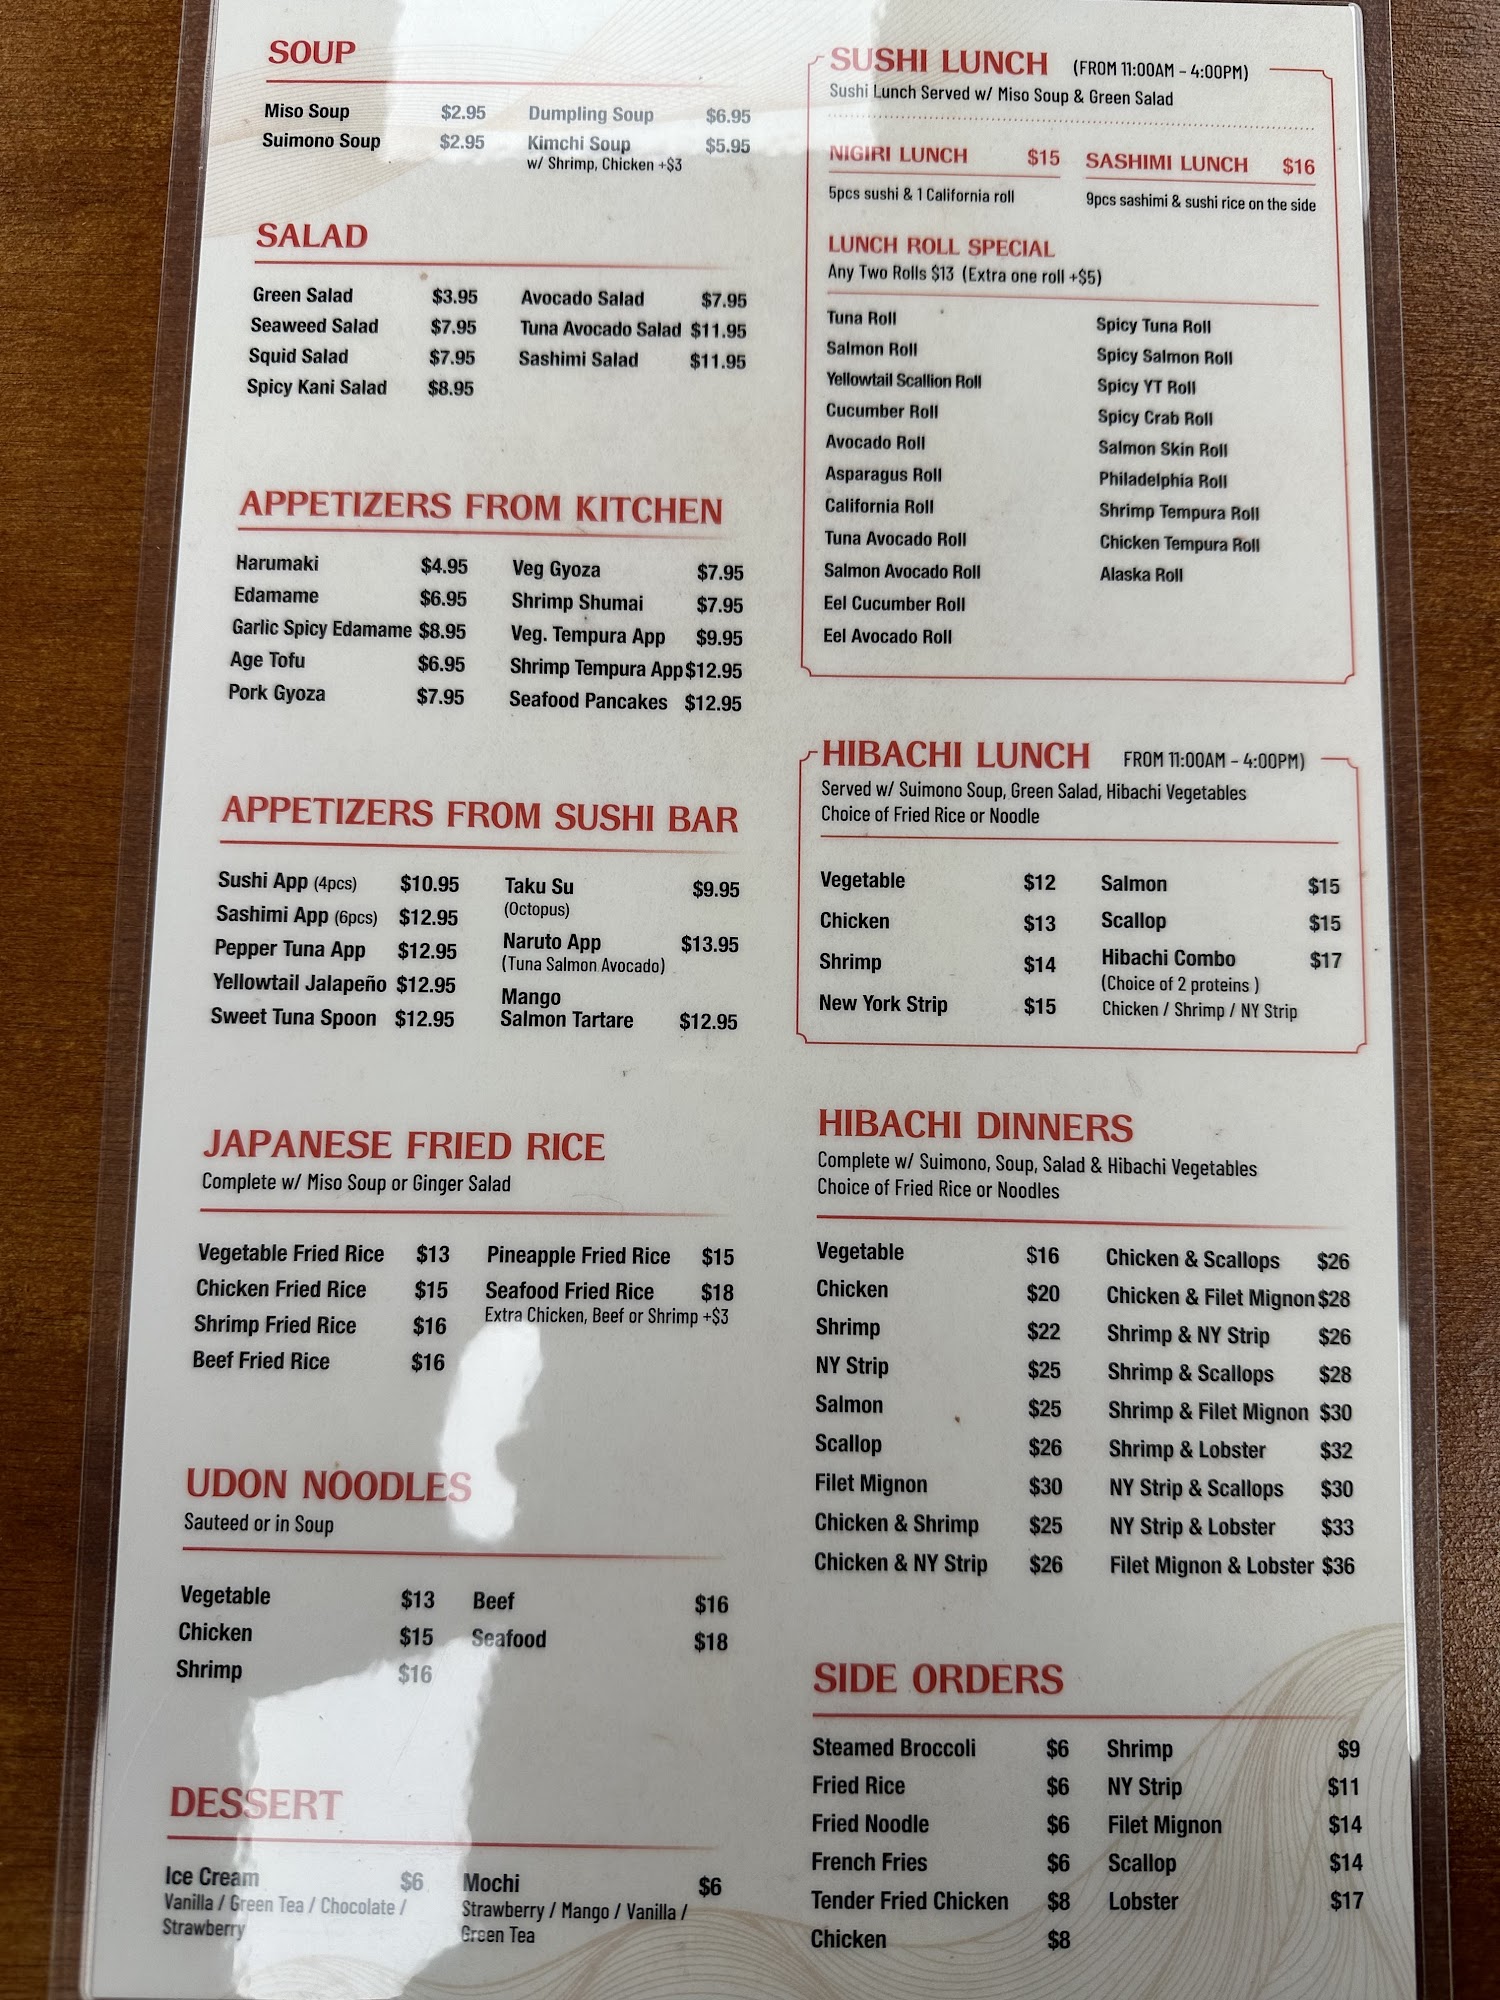 SOUP
Miso Soup $2.95
Suimono Soup $2.95
Dumpling Soup $6.95
Kimchi Soup $5.95
w/ Shrimp, Chicken +$3
SALAD
Green Salad $3.95
Seaweed Salad $7.95
Squid Salad $7.95
Spicy Kani Salad $8.95
Avocado Salad $7.95
Tuna Avocado Salad $11.95
Sashimi Salad $11.95
APPETIZERS FROM KITCHEN
Harumaki $4.95
Edamame $6.95
Garlic Spicy Edamame $8.95
Age Tofu $6.95
Pork Gyoza $7.95
Veg Gyoza $7.95
Shrimp Shumai $7.95
Veg. Tempura App $9.95
Shrimp Tempura App $12.95
Seafood Pancakes $12.95
APPETIZERS FROM SUSHI BAR
Sushi App (4pcs) $10.95
Sashimi App (6pcs) $12.95
Pepper Tuna App $12.95
Yellowtail Jalapeño $12.95
Sweet Tuna Spoon $12.95
Taku Su $9.95
(Octopus)
Naruto App $13.95
(Tuna Salmon Avocado)
Mango
Salmon Tartare $12.95
JAPANESE FRIED RICE
Complete w/ Miso Soup or Ginger Salad
Vegetable Fried Rice $13
Chicken Fried Rice $15
Shrimp Fried Rice $16
Beef Fried Rice $16
Pineapple Fried Rice $15
Seafood Fried Rice $18
Extra Chicken, Beef or Shrimp +$3
UDON NOODLES
Sauteed or in Soup
Vegetable $13
Chicken $15
Shrimp $16
Beef $16
Seafood $18
DESSERT
Ice Cream $6
Vanilla / Green Tea / Chocolate /
Strawberry
Mochi $6
Strawberry / Mango / Vanilla /
Green Tea
SUSHI LUNCH (FROM 11:00AM - 4:00PM)
Sushi Lunch Served w/ Miso Soup & Green Salad
NIGIRI LUNCH $15
5pcs sushi & 1 California roll
SASHIMI LUNCH $16
9pcs sashimi & sushi rice on the side
LUNCH ROLL SPECIAL
Any Two Rolls $13 (Extra one roll +$5)
Tuna Roll
Salmon Roll
Yellowtail Scallion Roll
Cucumber Roll
Avocado Roll
Asparagus Roll
California Roll
Tuna Avocado Roll
Salmon Avocado Roll
Eel Cucumber Roll
Eel Avocado Roll
Spicy Tuna Roll
Spicy Salmon Roll
Spicy YT Roll
Spicy Crab Roll
Salmon Skin Roll
Philadelphia Roll
Shrimp Tempura Roll
Chicken Tempura Roll
Alaska Roll
HIBACHI LUNCH FROM 11:00AM - 4:00PM)
Served w/ Suimono Soup, Green Salad, Hibachi Vegetables
Choice of Fried Rice or Noodle
Vegetable $12
Chicken $13
Shrimp $14
New York Strip $15
Salmon $15
Scallop $15
Hibachi Combo $17
(Choice of 2 proteins )
Chicken / Shrimp / NY Strip
HIBACHI DINNERS
Complete w/ Suimono, Soup, Salad & Hibachi Vegetables
Choice of Fried Rice or Noodles
Vegetable $16
Chicken $20
Shrimp $22
NY Strip $25
Salmon $25
Scallop $26
Filet Mignon $30
Chicken & Shrimp $25
Chicken & NY Strip $26
Chicken & Scallops $26
Chicken & Filet Mignon $28
Shrimp & NY Strip $26
Shrimp & Scallops $28
Shrimp & Filet Mignon $30
Shrimp & Lobster $32
NY Strip & Scallops $30
NY Strip & Lobster $33
Filet Mignon & Lobster $36
SIDE ORDERS
Steamed Broccoli $6
Fried Rice $6
Fried Noodle $6
French Fries $6
Tender Fried Chicken $8
Chicken $8
Shrimp $9
NY Strip $11
Filet Mignon $14
Scallop $14
Lobster $17